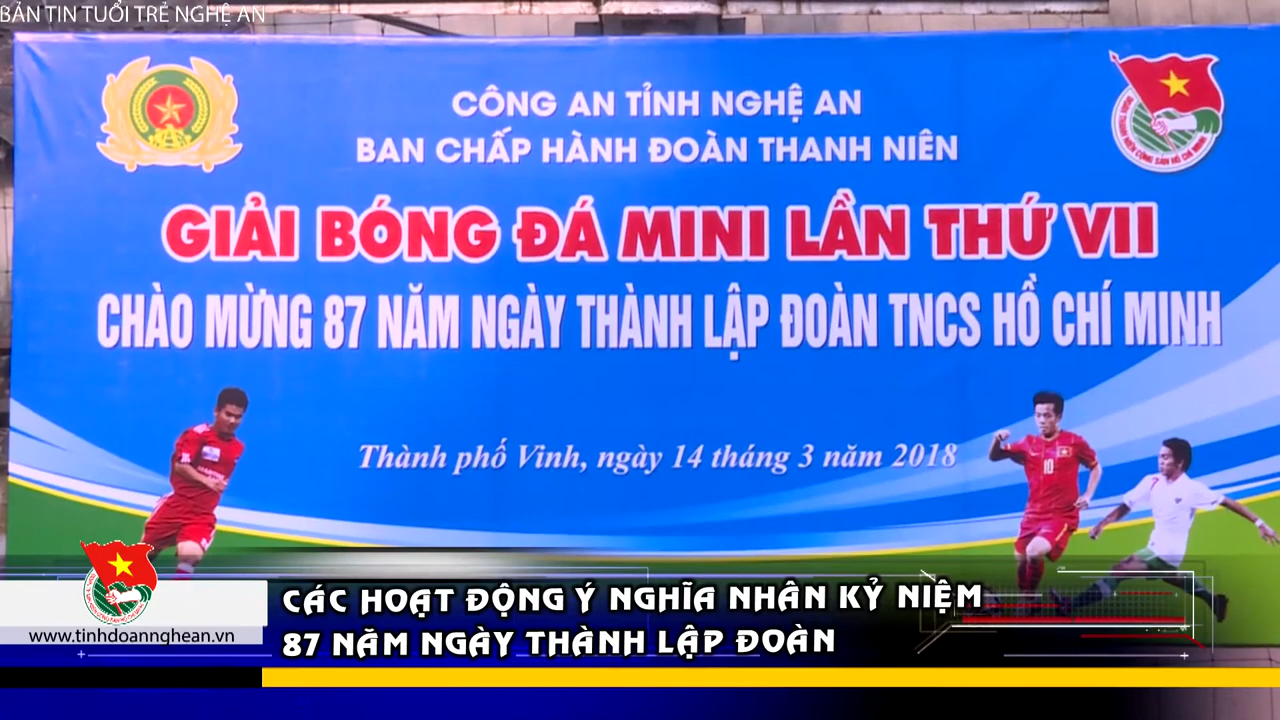 BẢN TIN TUỔI TRẺ NGHỆ AN
CÔNG AN TỈNH NGHỆ AN
BAN CHẤP HÀNH ĐOÀN THANH NIÊN
GIẢI BÓNG ĐÁ MINI LẦN THỨ VII
CHÀO MỪNG 87 NĂM NGÀY THÀNH LẬP ĐOÀN TNCS HỒ CHÍ MINH
Thành phố Vinh, ngày 14 tháng 3 năm 2018
10
CÁC HOẠT ĐỘNG Ý NGHĨA NHÂN KỶ NIỆM
87 NĂM NGÀY THÀNH LẬP ĐOÀN
www.tinhdoannghean.vn